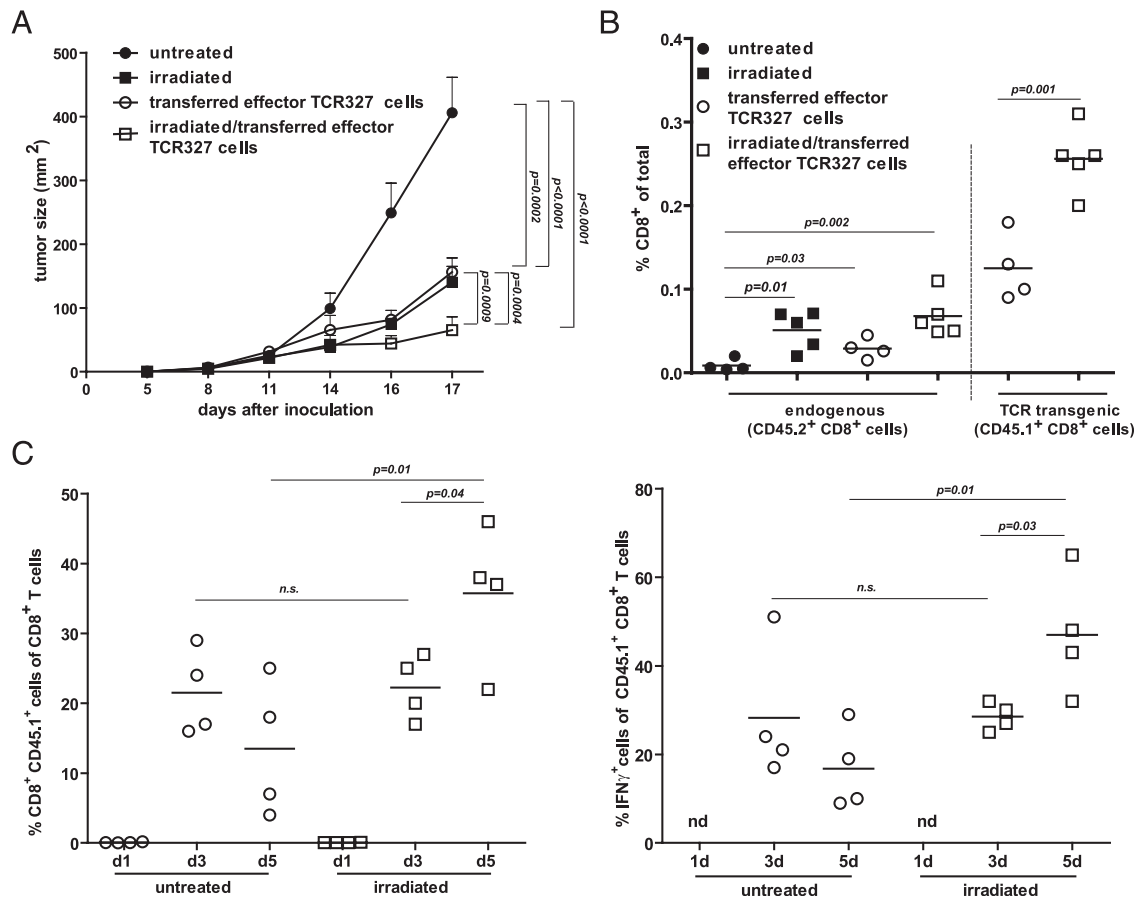 A
500
400
300
200
100
0
tumor size (mm²)
untreated
irradiated
transferred effector TCR327 cells
irradiated/transferred effector
TCR327 cells
p=0.0002
p<0.0001
p<0.0001
p=0.0009
p=0.0004
0 5 8 11 14 16 17
days after inoculation
B
0.4
0.3
0.2
0.1
0.0
% CD8⁺ of total
untreated
irradiated
transferred effector
TCR327 cells
irradiated/transferred
effector TCR327 cells
p=0.001
p=0.002
p=0.03
p=0.01
endogenous
(CD45.2⁺ CD8⁺ cells)
TCR transgenic
(CD45.1⁺ CD8⁺ cells)
C
50
40
30
20
10
0
% CD8⁺ CD45.1⁺ cells of CD8⁺ T cells
p=0.01
p=0.04
n.s.
d1 d3 d5 d1 d3 d5
untreated irradiated
80
60
40
20
0
% IFNγ⁺cells of CD45.1⁺ CD8⁺ T cells
p=0.01
p=0.03
n.s.
nd nd
1d 3d 5d 1d 3d 5d
untreated irradiated